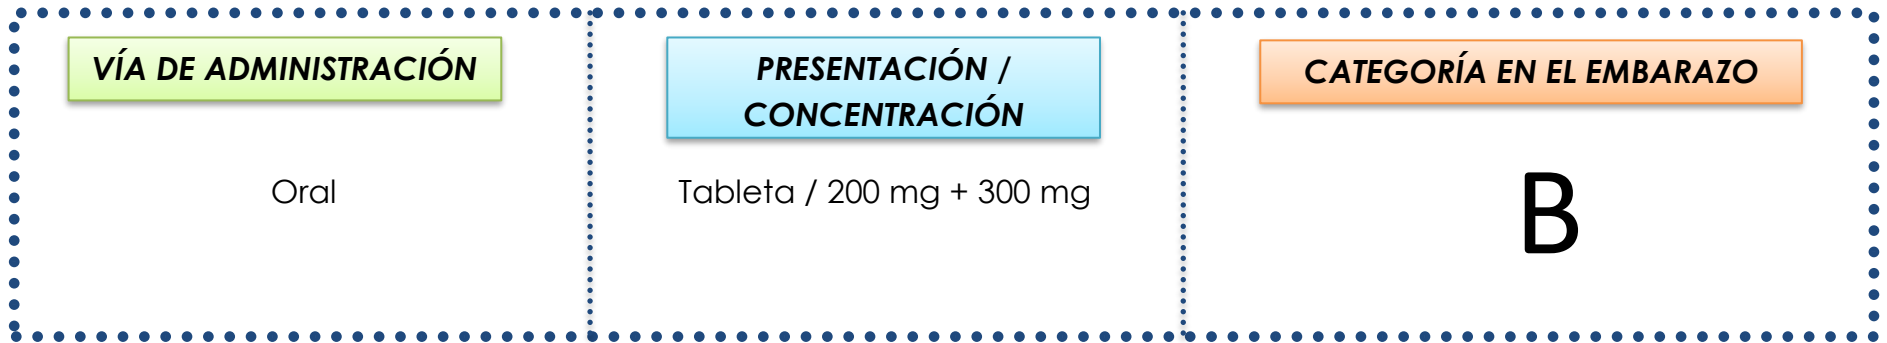 VÍA DE ADMINISTRACIÓN
Oral
PRESENTACIÓN /
CONCENTRACIÓN
Tableta / 200 mg + 300 mg
CATEGORÍA EN EL EMBARAZO
B